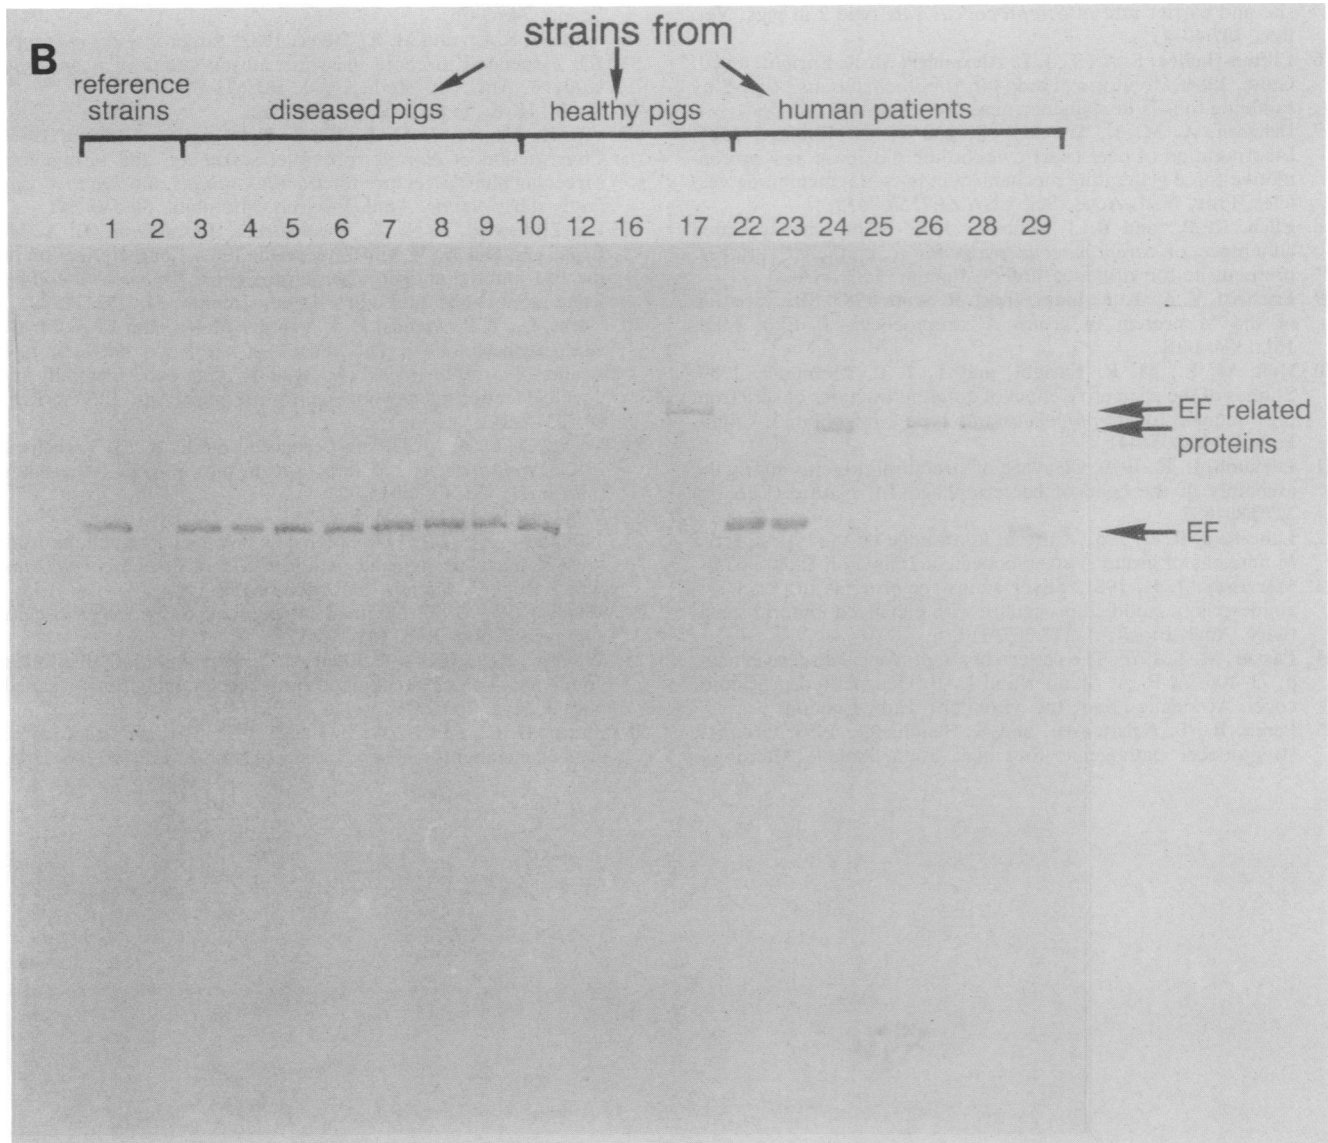 B
strains from
reference
strains
diseased pigs
healthy pigs
human patients
1 2 3 4 5 6 7 8 9 10 12 16 17 22 23 24 25 26 28 29
EF related
proteins
EF